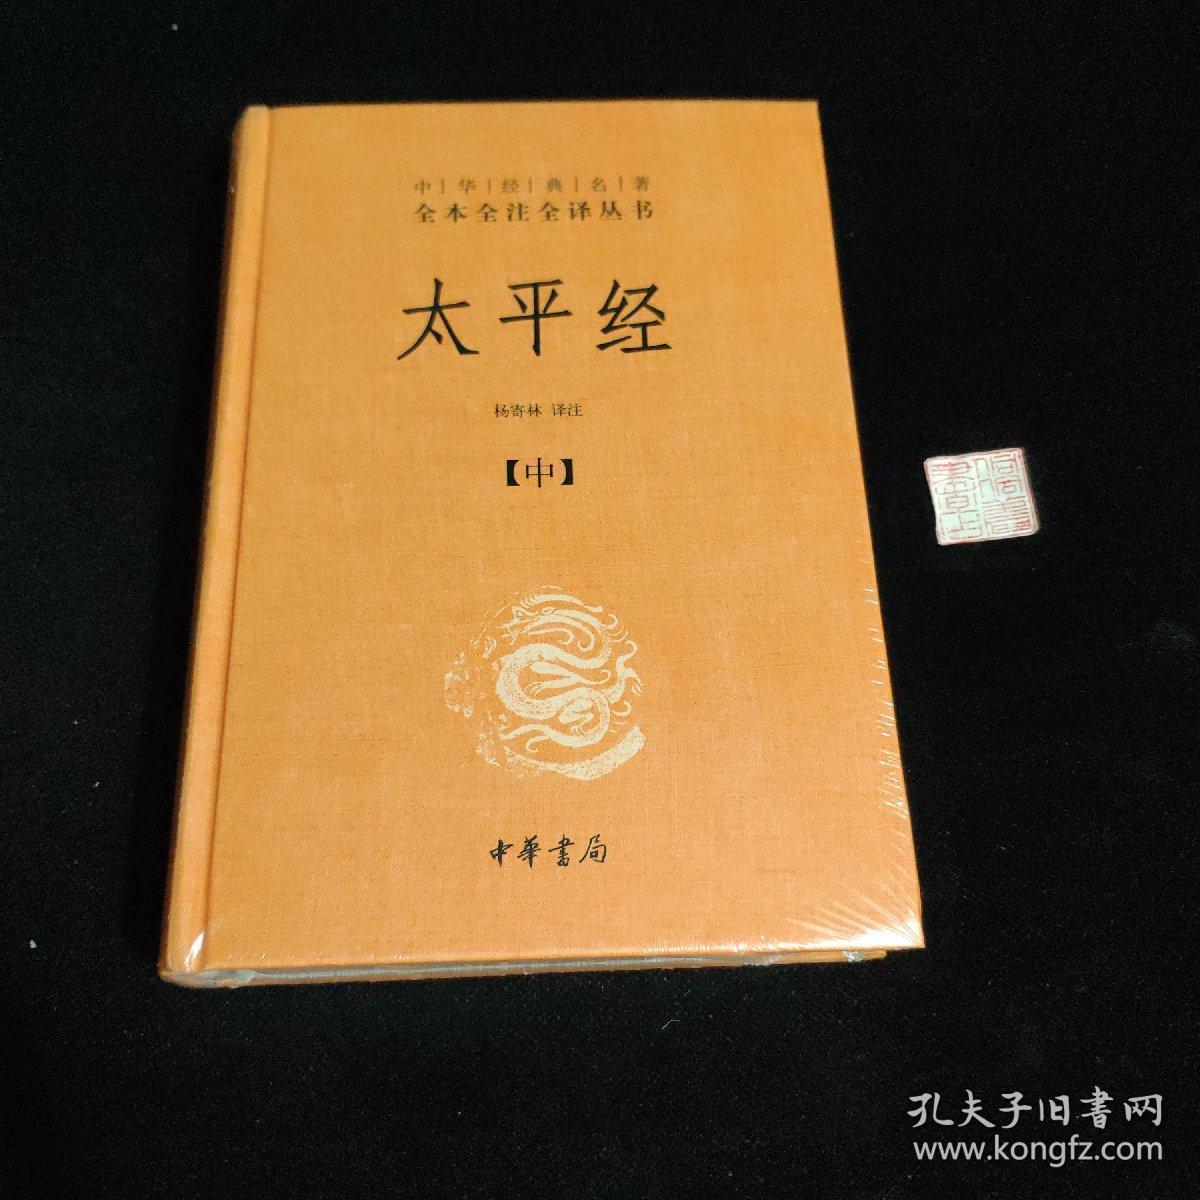 中华经典名著
全本全注全译丛书
太平经
杨寄林 译注
【中】
中華書局
孔夫子旧書网
www.kongfz.com